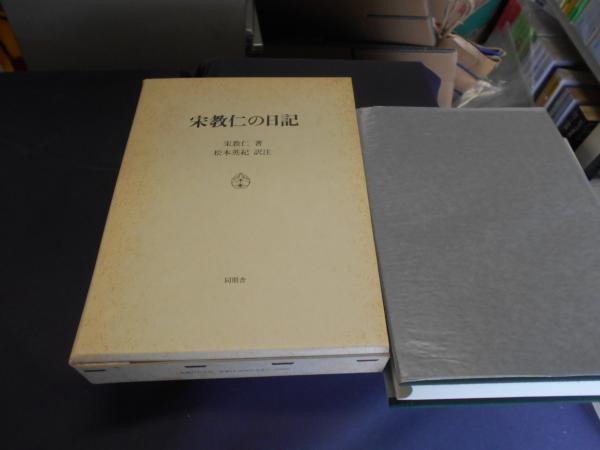 宋教仁の日記
宋教仁 著
松本英紀 訳注
同朋舎